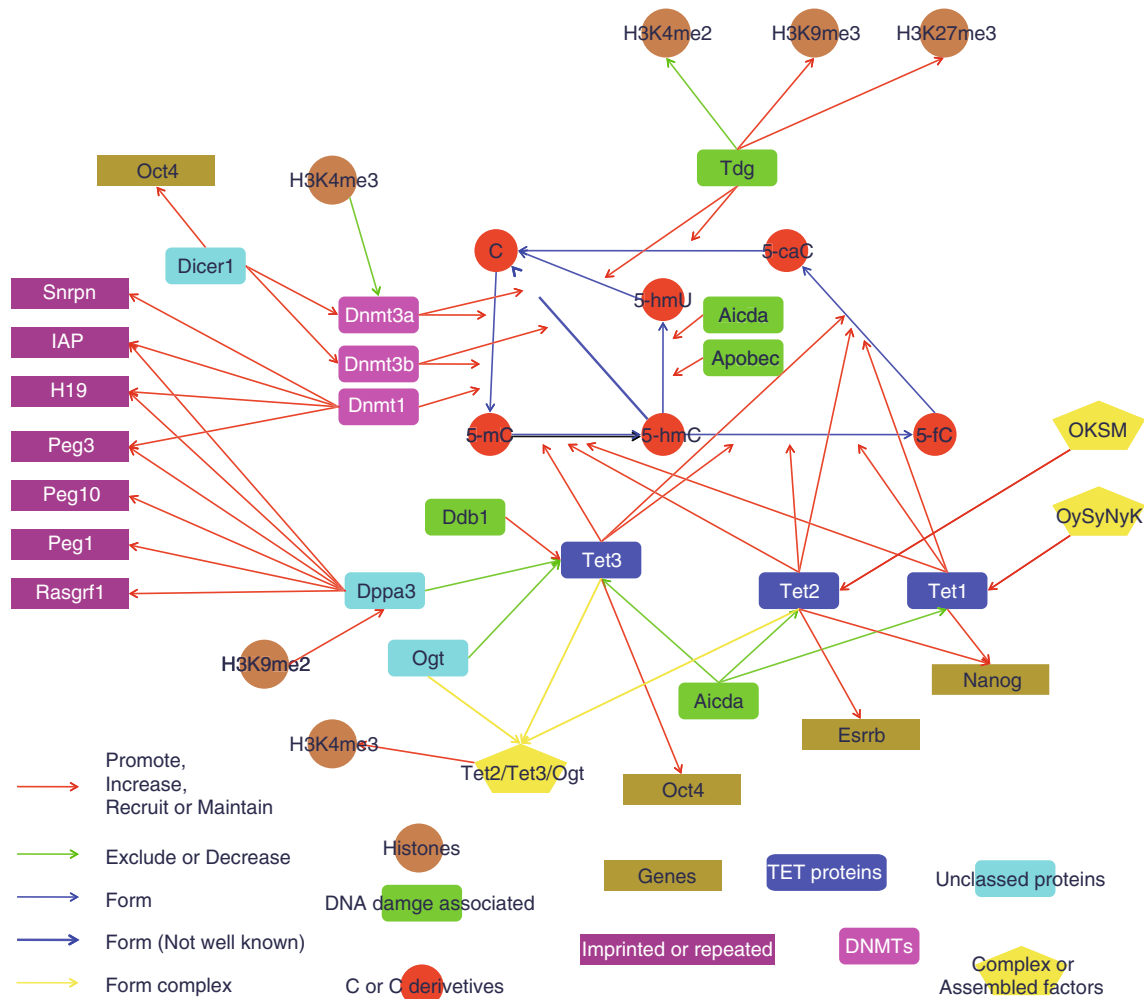 H3K4me2
H3K9me3
H3K27me3
Oct4
H3K4me3
Tdg
Dicer1
C
5-caC
Snrpn
5-hmU
Dnmt3a
Aicda
IAP
Dnmt3b
Apobec
H19
Dnmt1
Peg3
5-mC
5-hmC
5-fC
OKSM
Peg10
Ddb1
OySyNyK
Peg1
Tet3
Rasgrf1
Dppa3
Tet2
Tet1
H3K9me2
Ogt
Nanog
Aicda
Esrrb
H3K4me3
Tet2/Tet3/Ogt
Oct4
Promote,
Increase,
Recruit or Maintain
Exclude or Decrease
Form
Form (Not well known)
Form complex
Histones
DNA damge associated
C or C derivetives
Genes
Imprinted or repeated
TET proteins
DNMTs
Unclassed proteins
Complex or
Assembled factors